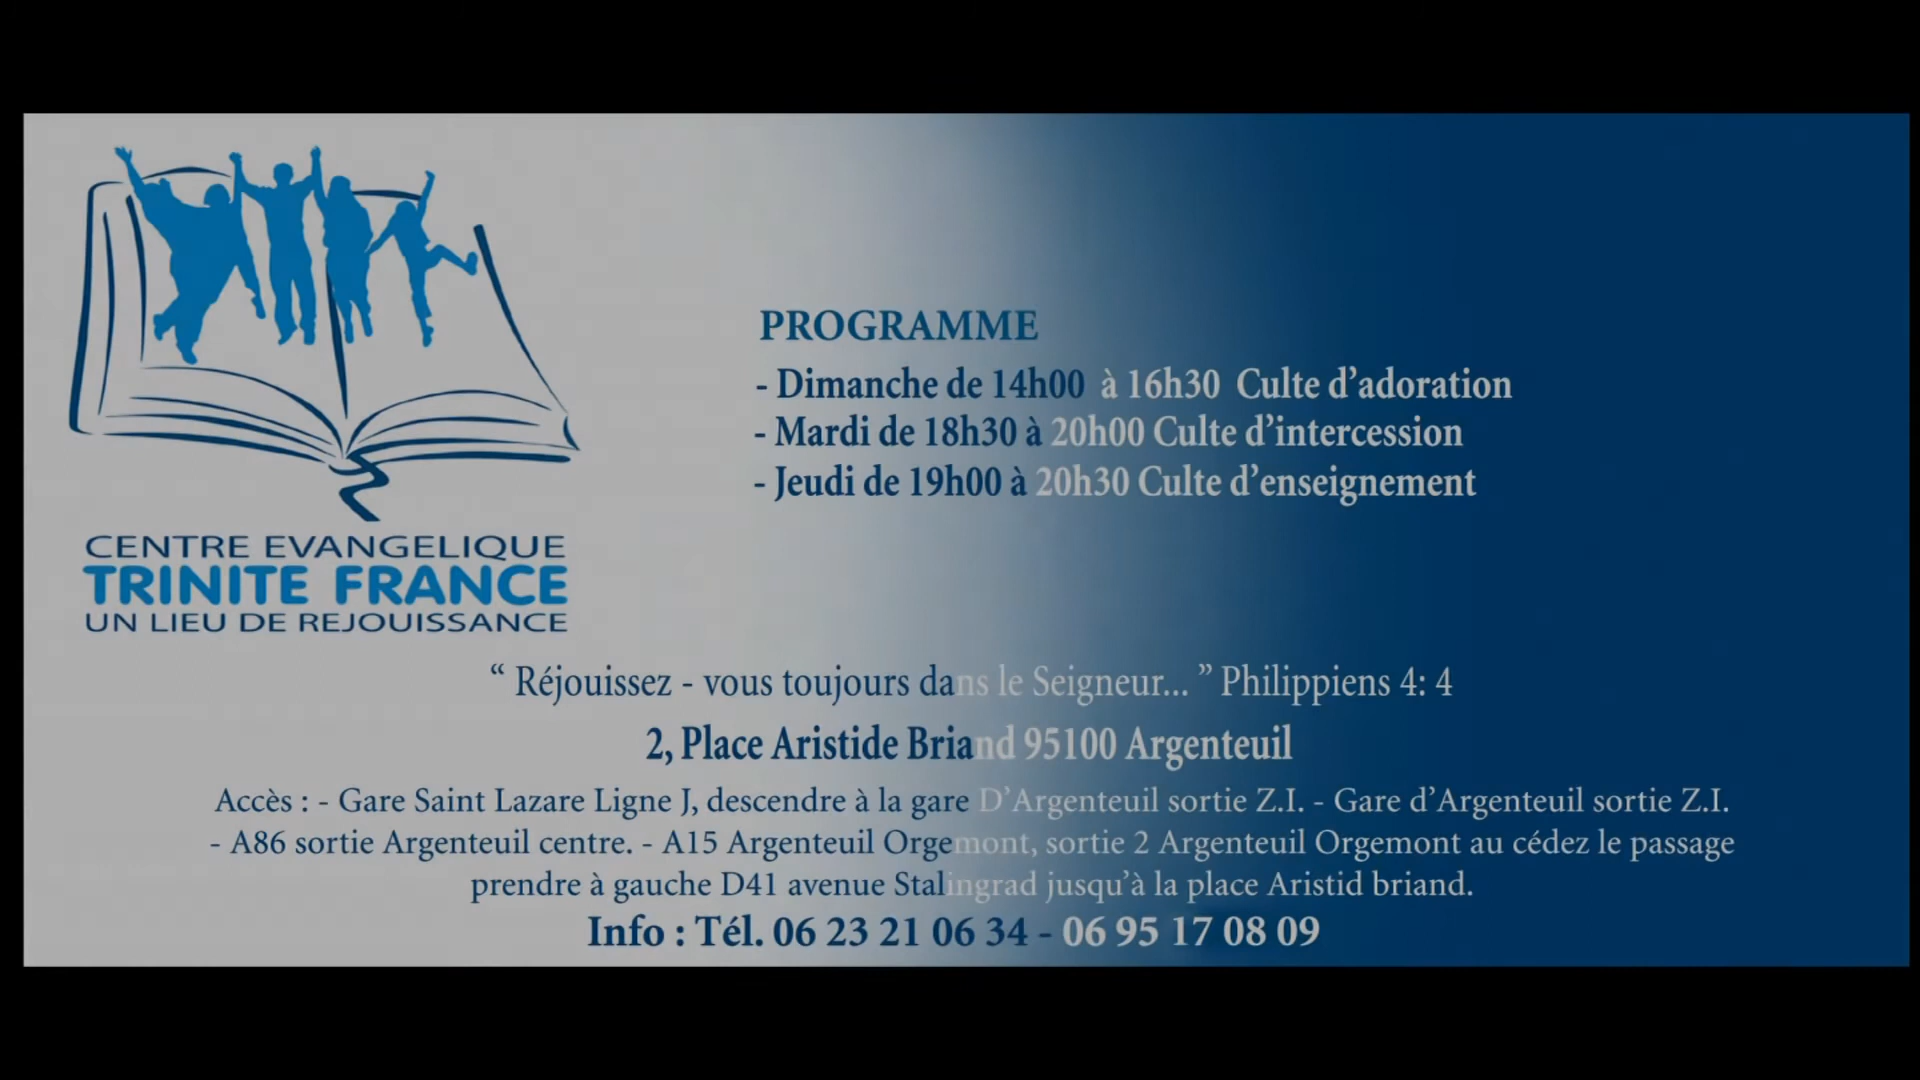 CENTRE EVANGELIQUE
TRINITE FRANCE
UN LIEU DE REJOUISSANCE
PROGRAMME
- Dimanche de 14h00 à 16h30 Culte d’adoration
- Mardi de 18h30 à 20h00 Culte d’intercession
- Jeudi de 19h00 à 20h30 Culte d’enseignement
“ Réjouissez - vous toujours dans le Seigneur... ” Philippiens 4: 4
2, Place Aristide Briand 95100 Argenteuil
Accès : - Gare Saint Lazare Ligne J, descendre à la gare D’Argenteuil sortie Z.I. - Gare d’Argenteuil sortie Z.I.
- A86 sortie Argenteuil centre. - A15 Argenteuil Orgemont, sortie 2 Argenteuil Orgemont au cédez le passage
prendre à gauche D41 avenue Stalingrad jusqu’à la place Aristid briand.
Info : Tél. 06 23 21 06 34 - 06 95 17 08 09